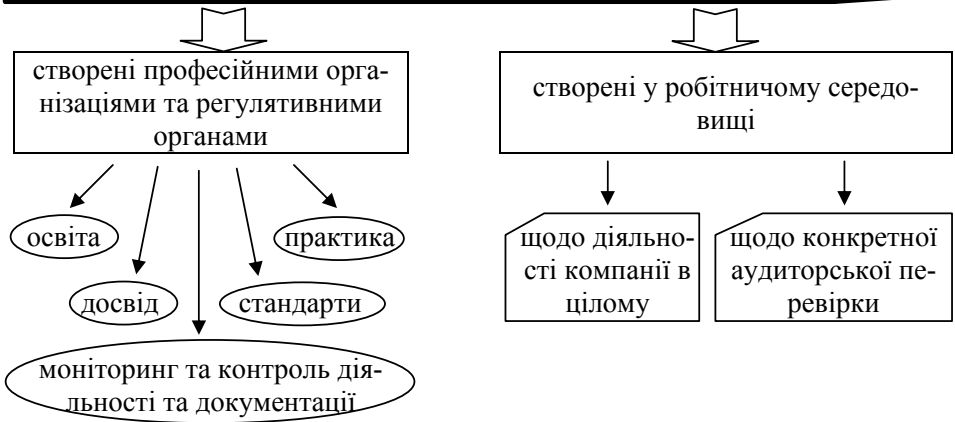 створені професійними орга-
нізаціями та регулятивними
органами
створені у робітничому середо-
вищі
освіта
практика
досвід
стандарти
моніторинг та контроль дія-
льності та документації
щодо діяльно-
сті компанії в
цілому
щодо конкретної
аудиторської пе-
ревірки